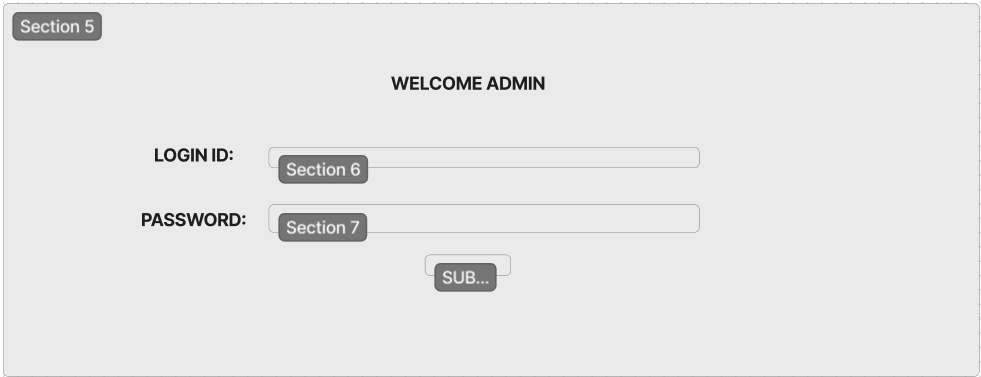 Section 5
WELCOME ADMIN
LOGIN ID:
Section 6
PASSWORD:
Section 7
SUB...